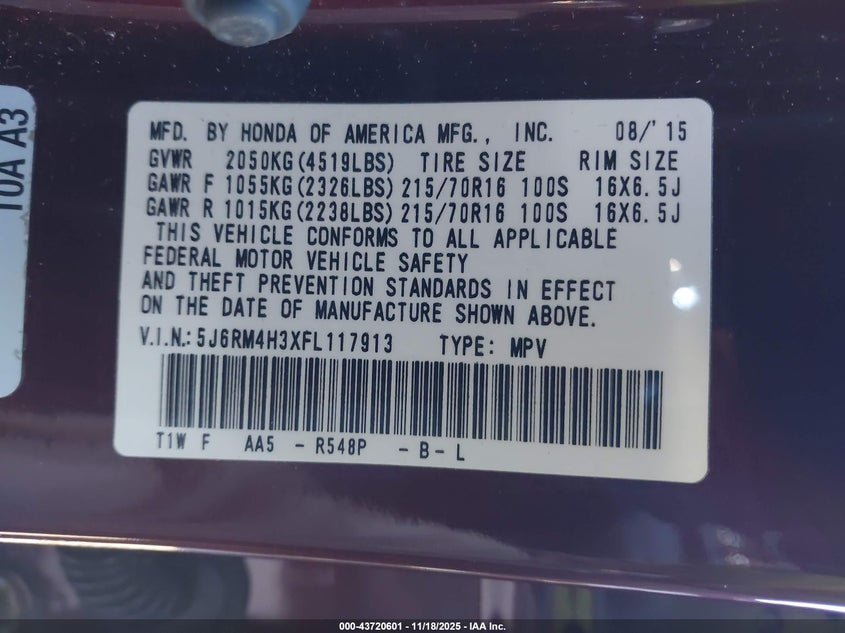 MFD. BY HONDA OF AMERICA MFG., INC. 08/'15
GVWR 2050KG(4519LBS) TIRE SIZE RIM SIZE
GAWR F 1055KG(2326LBS) 215/70R16 100S 16X6.5J
GAWR R 1015KG(2238LBS) 215/70R16 100S 16X6.5J
THIS VEHICLE CONFORMS TO ALL APPLICABLE
FEDERAL MOTOR VEHICLE SAFETY
AND THEFT PREVENTION STANDARDS IN EFFECT
ON THE DATE OF MANUFACTURE SHOWN ABOVE.
V.I.N.: 5J6RM4H3XFL117913 TYPE: MPV
T1W F AA5 - R548P - B - L
T0A A3
000-43720601 - 11/18/2025 - IAA Inc.